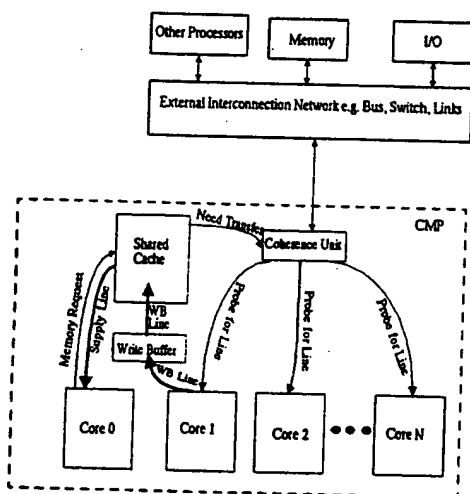 Other Processors
Memory
I/O
External Interconnection Network e.g. Bus, Switch, Links
CMP
Need Transfer
Shared Cache
Coherence Unit
Memory Request
Supply Line
WB Line
Probe for Line
Probe for Line
Probe for Line
Write Buffer
WB Line
Core 0
Core 1
Core 2
Core N